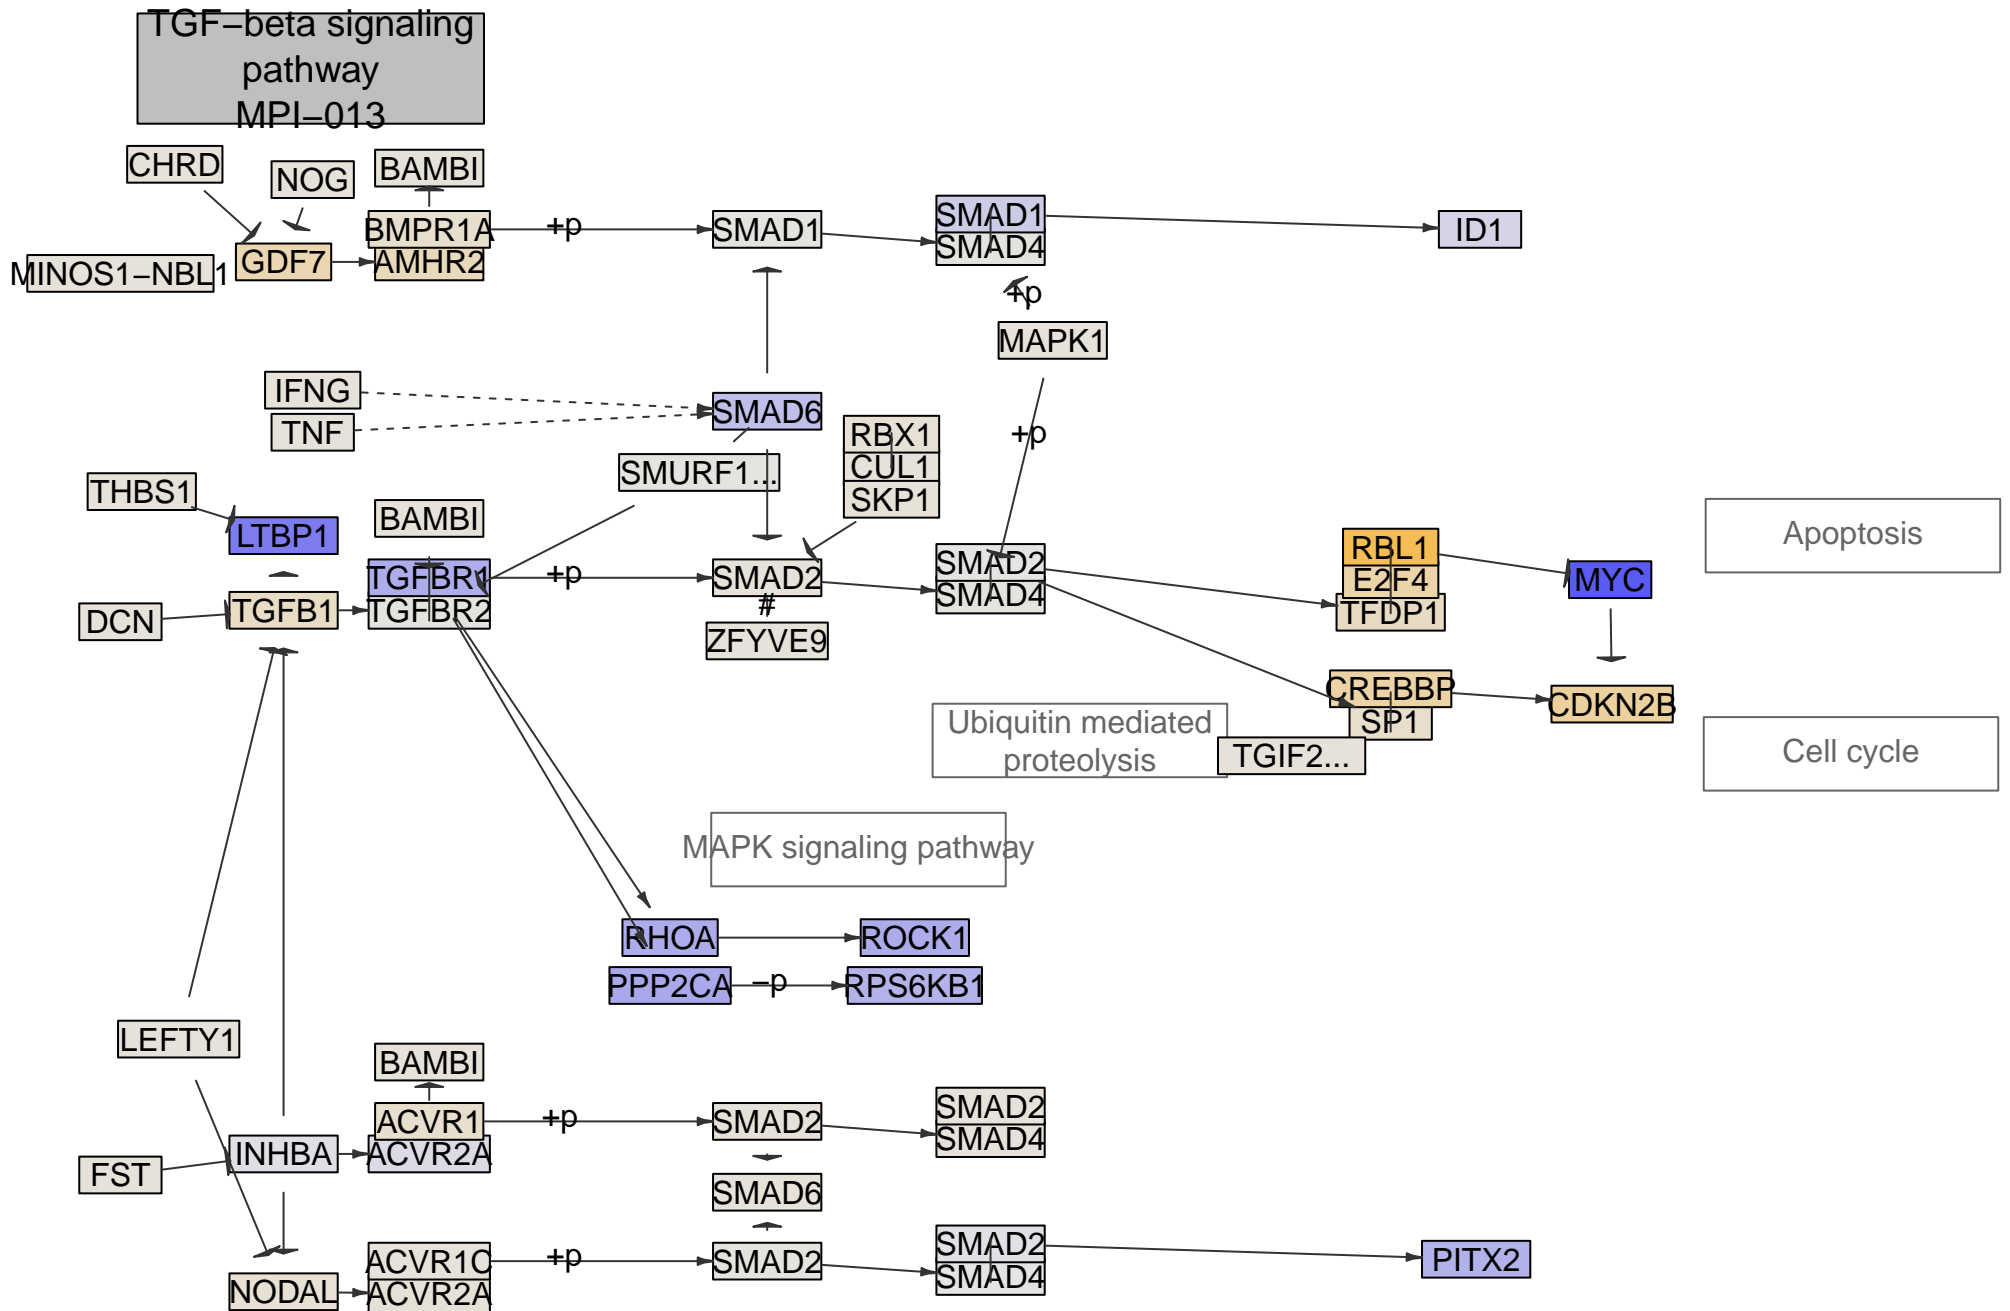 TGF−beta signaling
pathway
MPI−013
CHRD
NOG
BAMBI
BMPR1A
+p
SMAD1
SMAD1
SMAD4
ID1
MINOS1−NBL1
GDF7
AMHR2
+p
MAPK1
IFNG
TNF
SMAD6
RBX1
CUL1
SKP1
+p
SMURF1...
THBS1
LTBP1
BAMBI
TGFBR1
TGFBR2
+p
SMAD2
#
ZFYVE9
SMAD2
SMAD4
RBL1
E2F4
TFDP1
MYC
Apoptosis
DCN
TGFB1
CREBBP
SP1
TGIF2...
CDKN2B
Ubiquitin mediated
proteolysis
Cell cycle
MAPK signaling pathway
RHOA
ROCK1
PPP2CA
−p
RPS6KB1
LEFTY1
BAMBI
ACVR1
ACVR2A
+p
SMAD2
SMAD2
SMAD4
INHBA
FST
SMAD6
ACVR1C
ACVR2A
+p
SMAD2
SMAD2
SMAD4
PITX2
NODAL